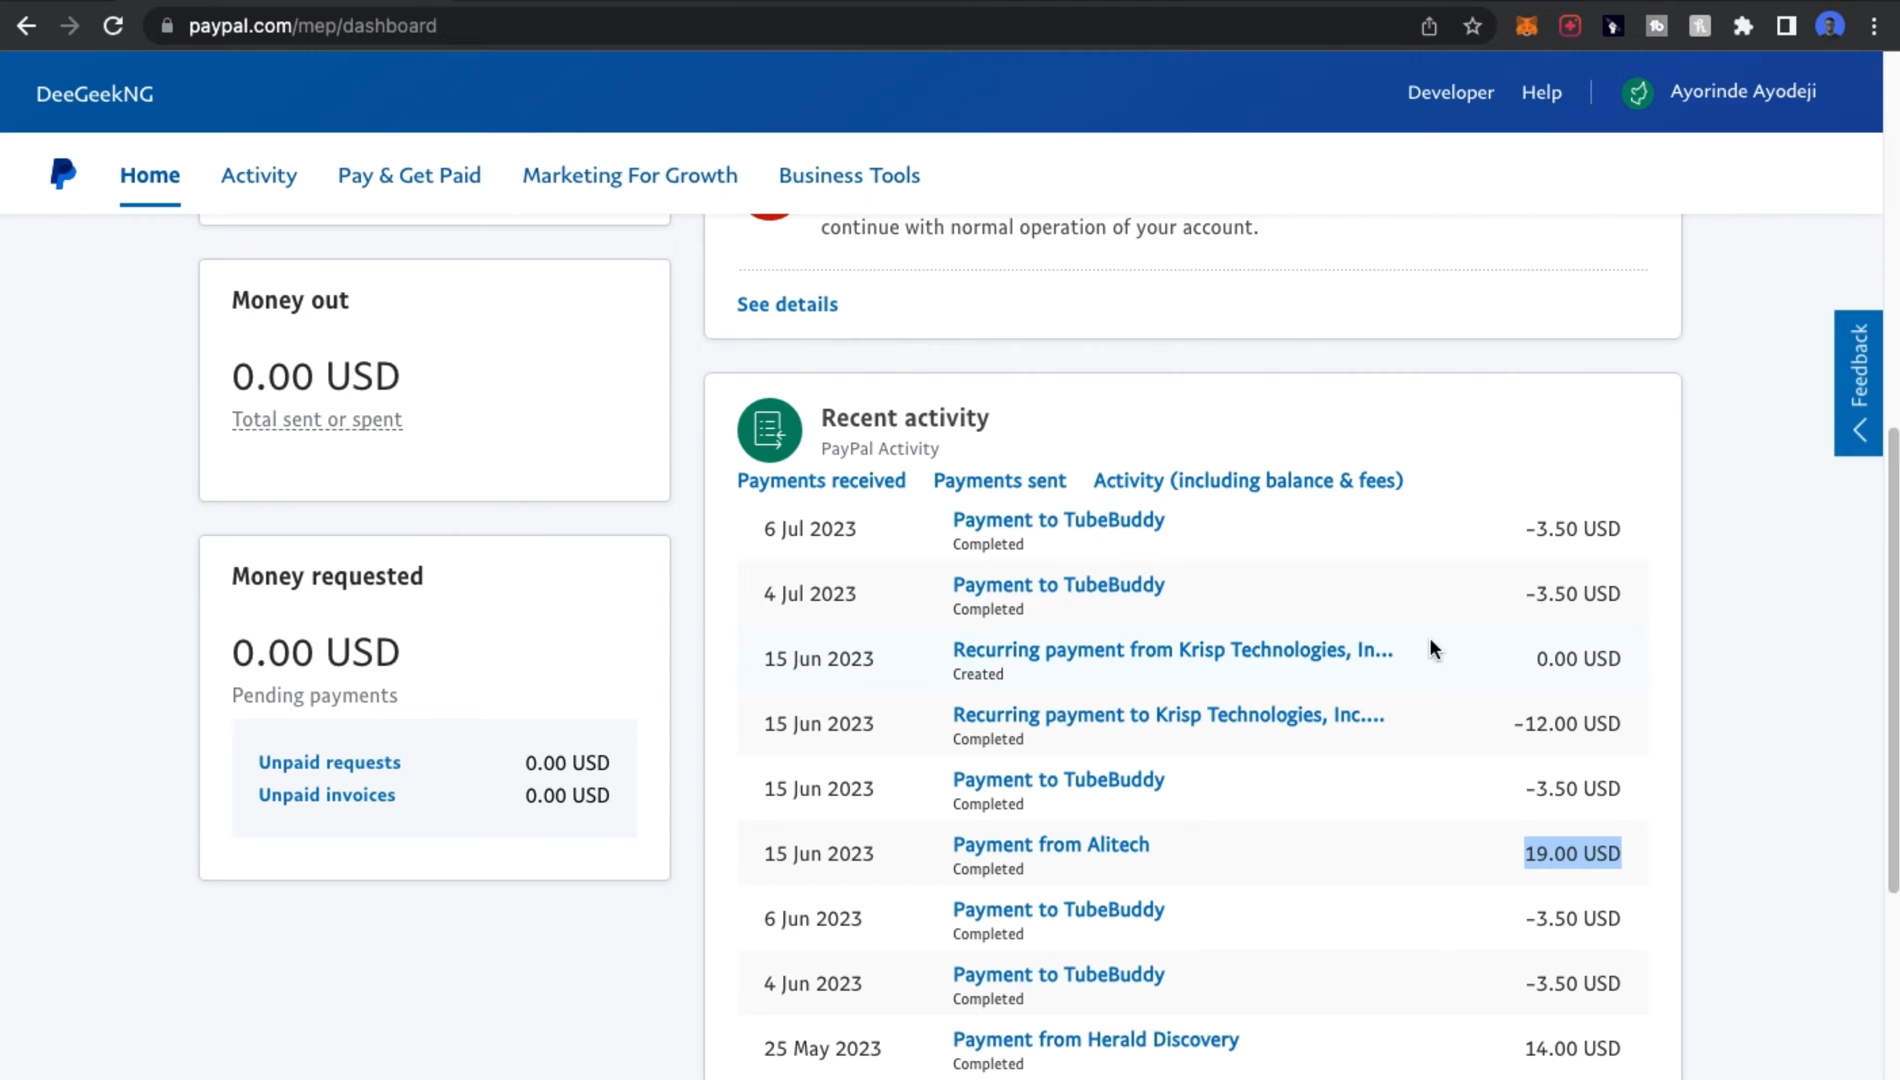 paypal.com/mep/dashboard
DeeGeekNG
Developer
Help
Ayorinde Ayodeji
Home
Activity
Pay & Get Paid
Marketing For Growth
Business Tools
continue with normal operation of your account.
See details
Money out
0.00 USD
Total sent or spent
Money requested
0.00 USD
Pending payments
Unpaid requests 0.00 USD
Unpaid invoices 0.00 USD
Feedback
Recent activity
PayPal Activity
Payments received Payments sent Activity (including balance & fees)
6 Jul 2023 Payment to TubeBuddy -3.50 USD
Completed
4 Jul 2023 Payment to TubeBuddy -3.50 USD
Completed
15 Jun 2023 Recurring payment from Krisp Technologies, In... 0.00 USD
Created
15 Jun 2023 Recurring payment to Krisp Technologies, Inc.... -12.00 USD
Completed
15 Jun 2023 Payment to TubeBuddy -3.50 USD
Completed
15 Jun 2023 Payment from Alitech 19.00 USD
Completed
6 Jun 2023 Payment to TubeBuddy -3.50 USD
Completed
4 Jun 2023 Payment to TubeBuddy -3.50 USD
Completed
25 May 2023 Payment from Herald Discovery 14.00 USD
Completed